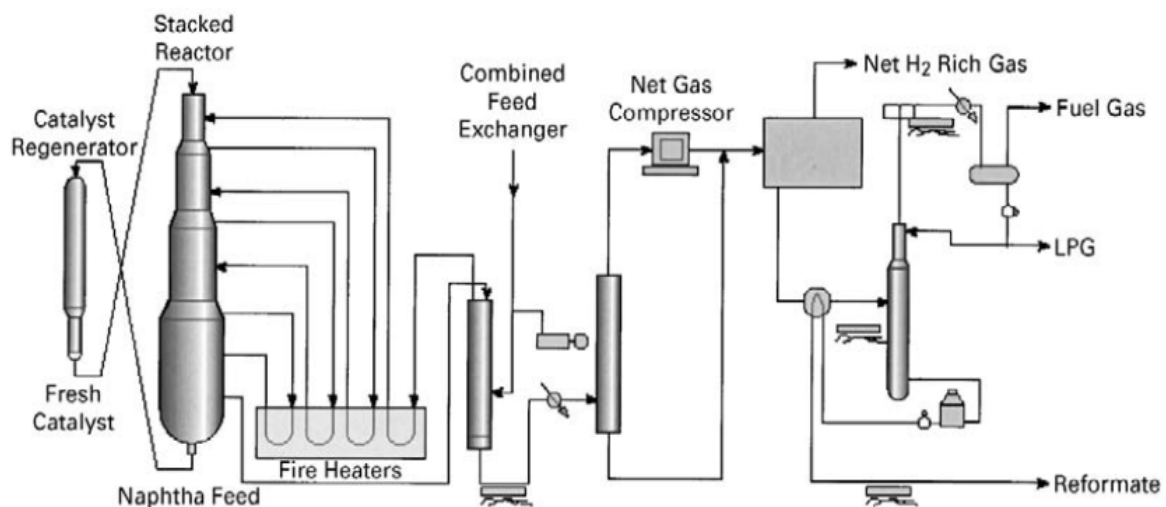 Stacked
Reactor
Catalyst
Regenerator
Combined
Feed
Exchanger
Net Gas
Compressor
Net H₂ Rich Gas
Fuel Gas
LPG
Fresh
Catalyst
Fire Heaters
Naphtha Feed
Reformate